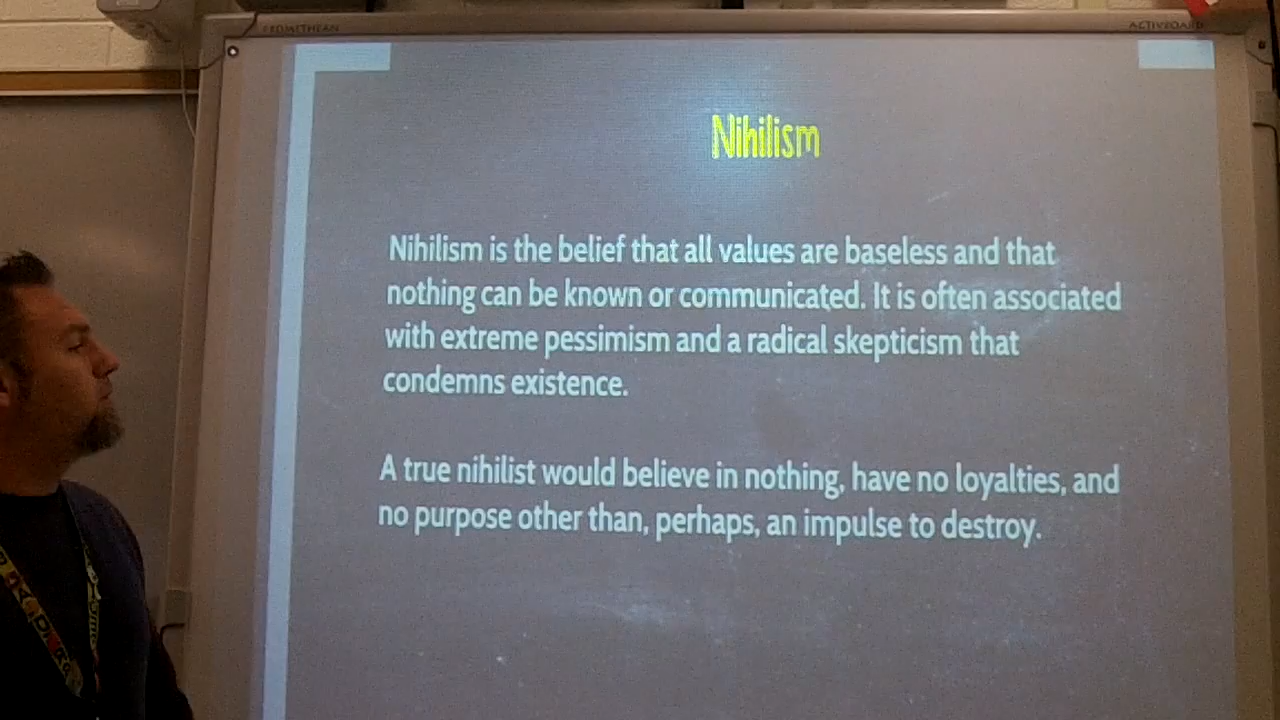 PROMETHEAN
ACTIVBOARD
Nihilism
Nihilism is the belief that all values are baseless and that
nothing can be known or communicated. It is often associated
with extreme pessimism and a radical skepticism that
condemns existence.
A true nihilist would believe in nothing, have no loyalties, and
no purpose other than, perhaps, an impulse to destroy.